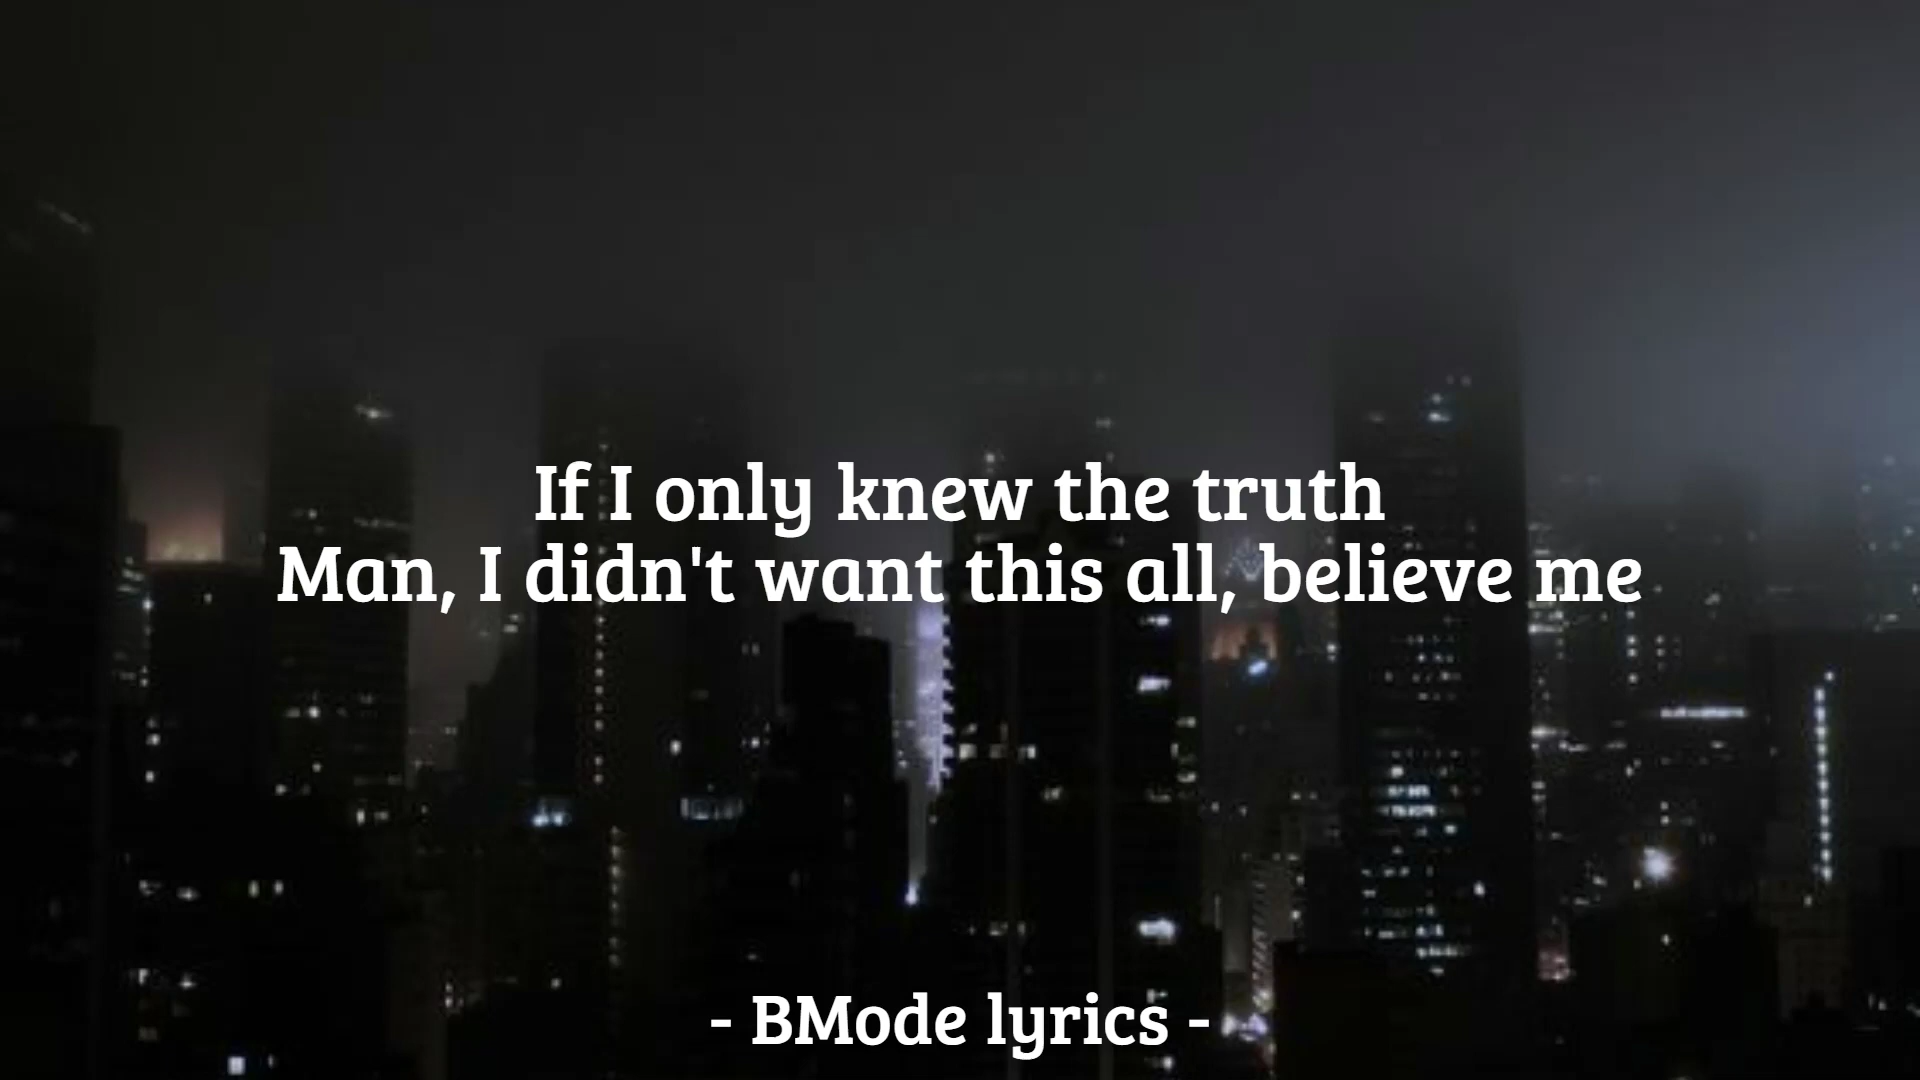 If I only knew the truth
Man, I didn't want this all, believe me
- BMode lyrics -